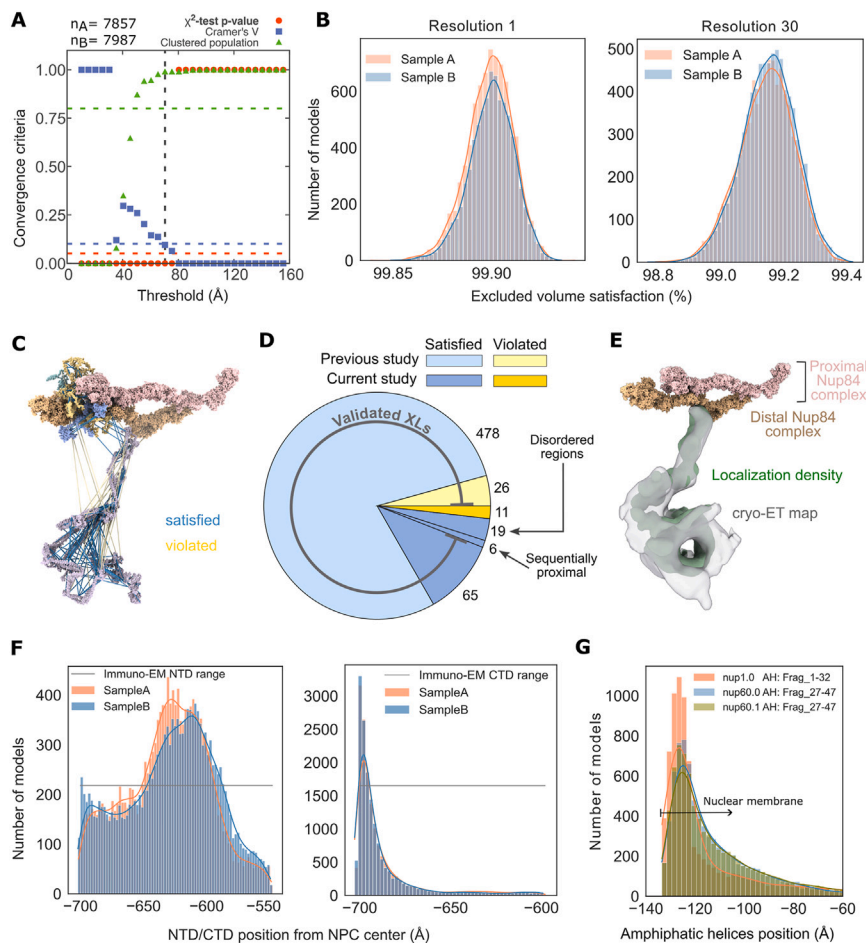 A
nA = 7857
nB = 7987
χ²-test p-value
Cramer's V
Clustered population
Convergence criteria
1.00
0.75
0.50
0.25
0.00
0 40 80 120 160
Threshold (Å)
B
Resolution 1
Sample A
Sample B
Number of models
600
400
200
0
99.85 99.90
Resolution 30
Sample A
Sample B
500
400
300
200
100
0
98.8 99.0 99.2 99.4
Excluded volume satisfaction (%)
C
satisfied
violated
D
Satisfied Violated
Previous study
Current study
Validated XLs
478
26
11
19
6
65
Disordered
regions
Sequentially
proximal
E
Proximal
Nup84
complex
Distal Nup84
complex
Localization density
cryo-ET map
F
Immuno-EM NTD range
SampleA
SampleB
Number of models
400
300
200
100
0
−700 −650 −600 −550
Immuno-EM CTD range
SampleA
SampleB
3000
2500
2000
1500
1000
500
0
−700 −650 −600
NTD/CTD position from NPC center (Å)
G
nup1.0 AH: Frag_1-32
nup60.0 AH: Frag_27-47
nup60.1 AH: Frag_27-47
Nuclear membrane
Number of models
1000
800
600
400
200
0
−140 −120 −100 −80 −60
Amphiphatic helices position (Å)